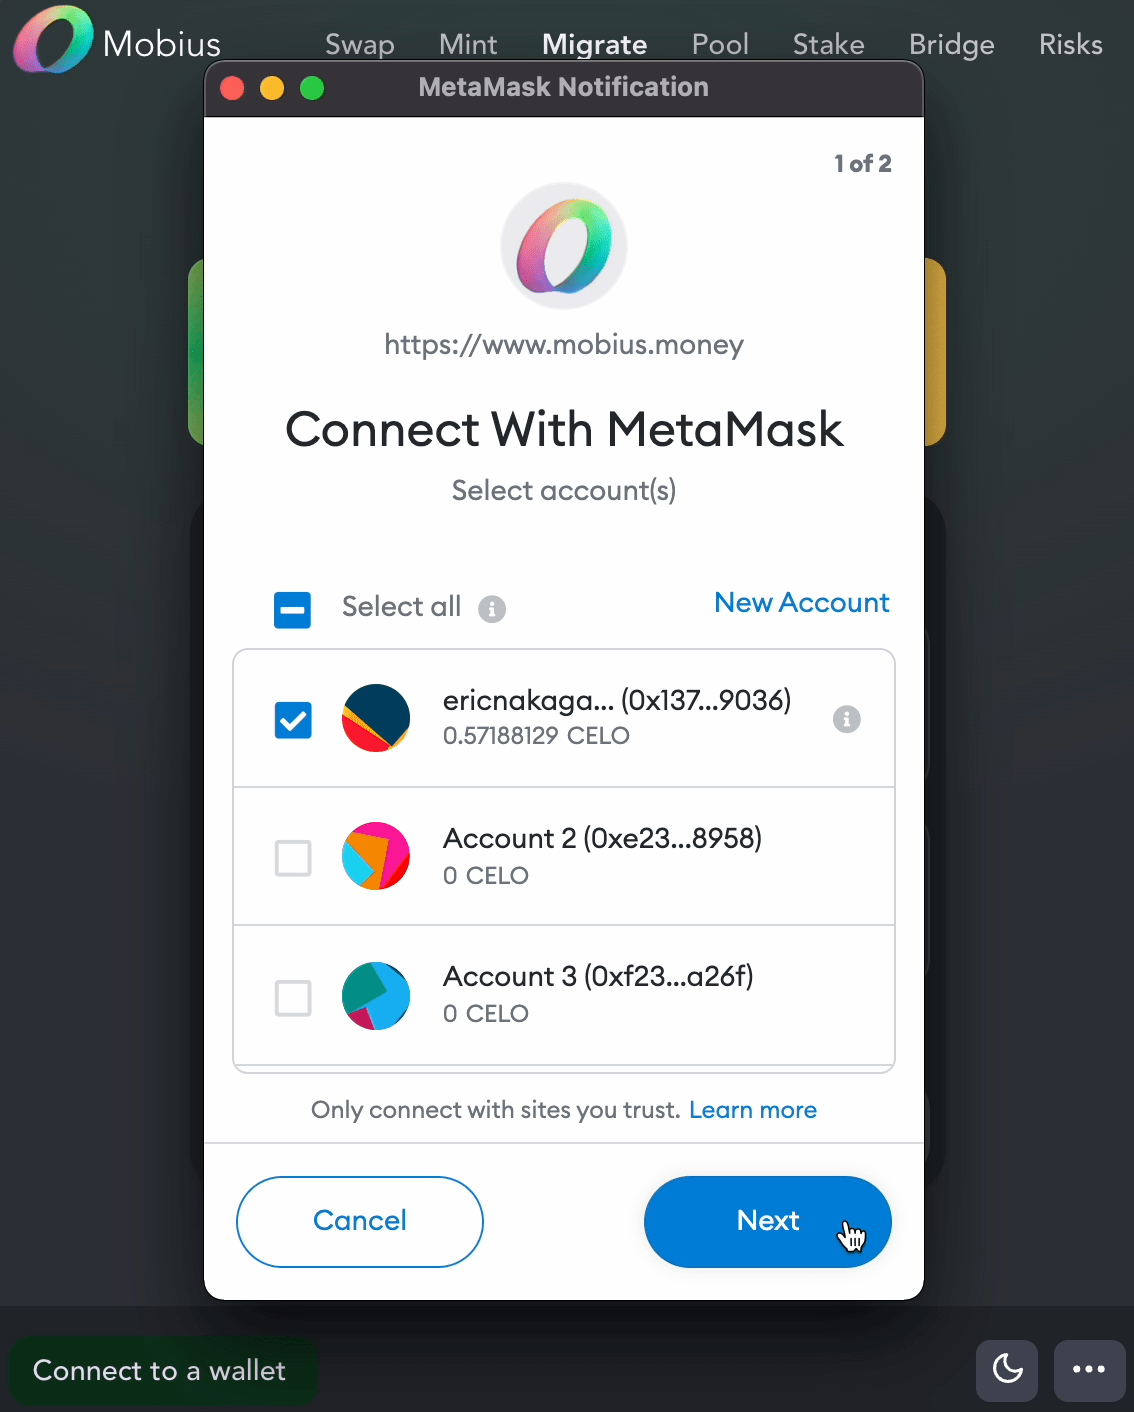 Mobius Swap Mint Migrate Pool Stake Bridge Risks
MetaMask Notification
1 of 2
https://www.mobius.money
Connect With MetaMask
Select account(s)
Select all New Account
ericnakaga... (0x137...9036)
0.57188129 CELO
Account 2 (0xe23...8958)
0 CELO
Account 3 (0xf23...a26f)
0 CELO
Only connect with sites you trust. Learn more
Cancel Next
Connect to a wallet